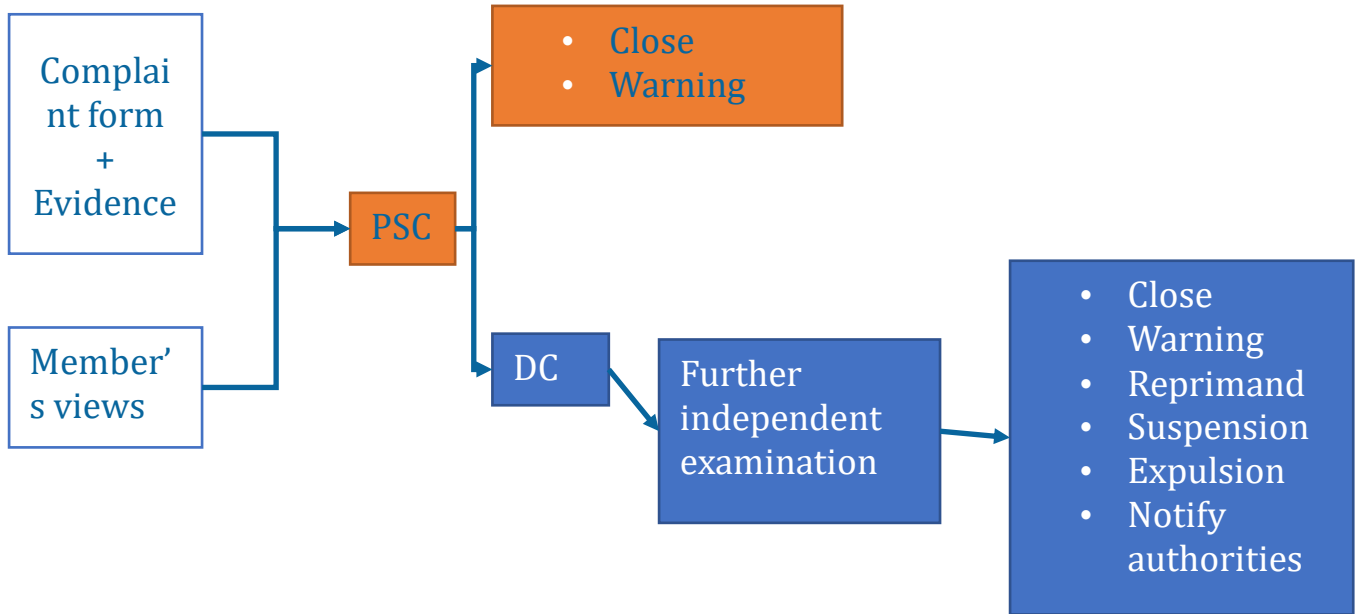 Complai
nt form
+
Evidence
Member’
s views
PSC
• Close
• Warning
DC
Further
independent
examination
• Close
• Warning
• Reprimand
• Suspension
• Expulsion
• Notify
authorities